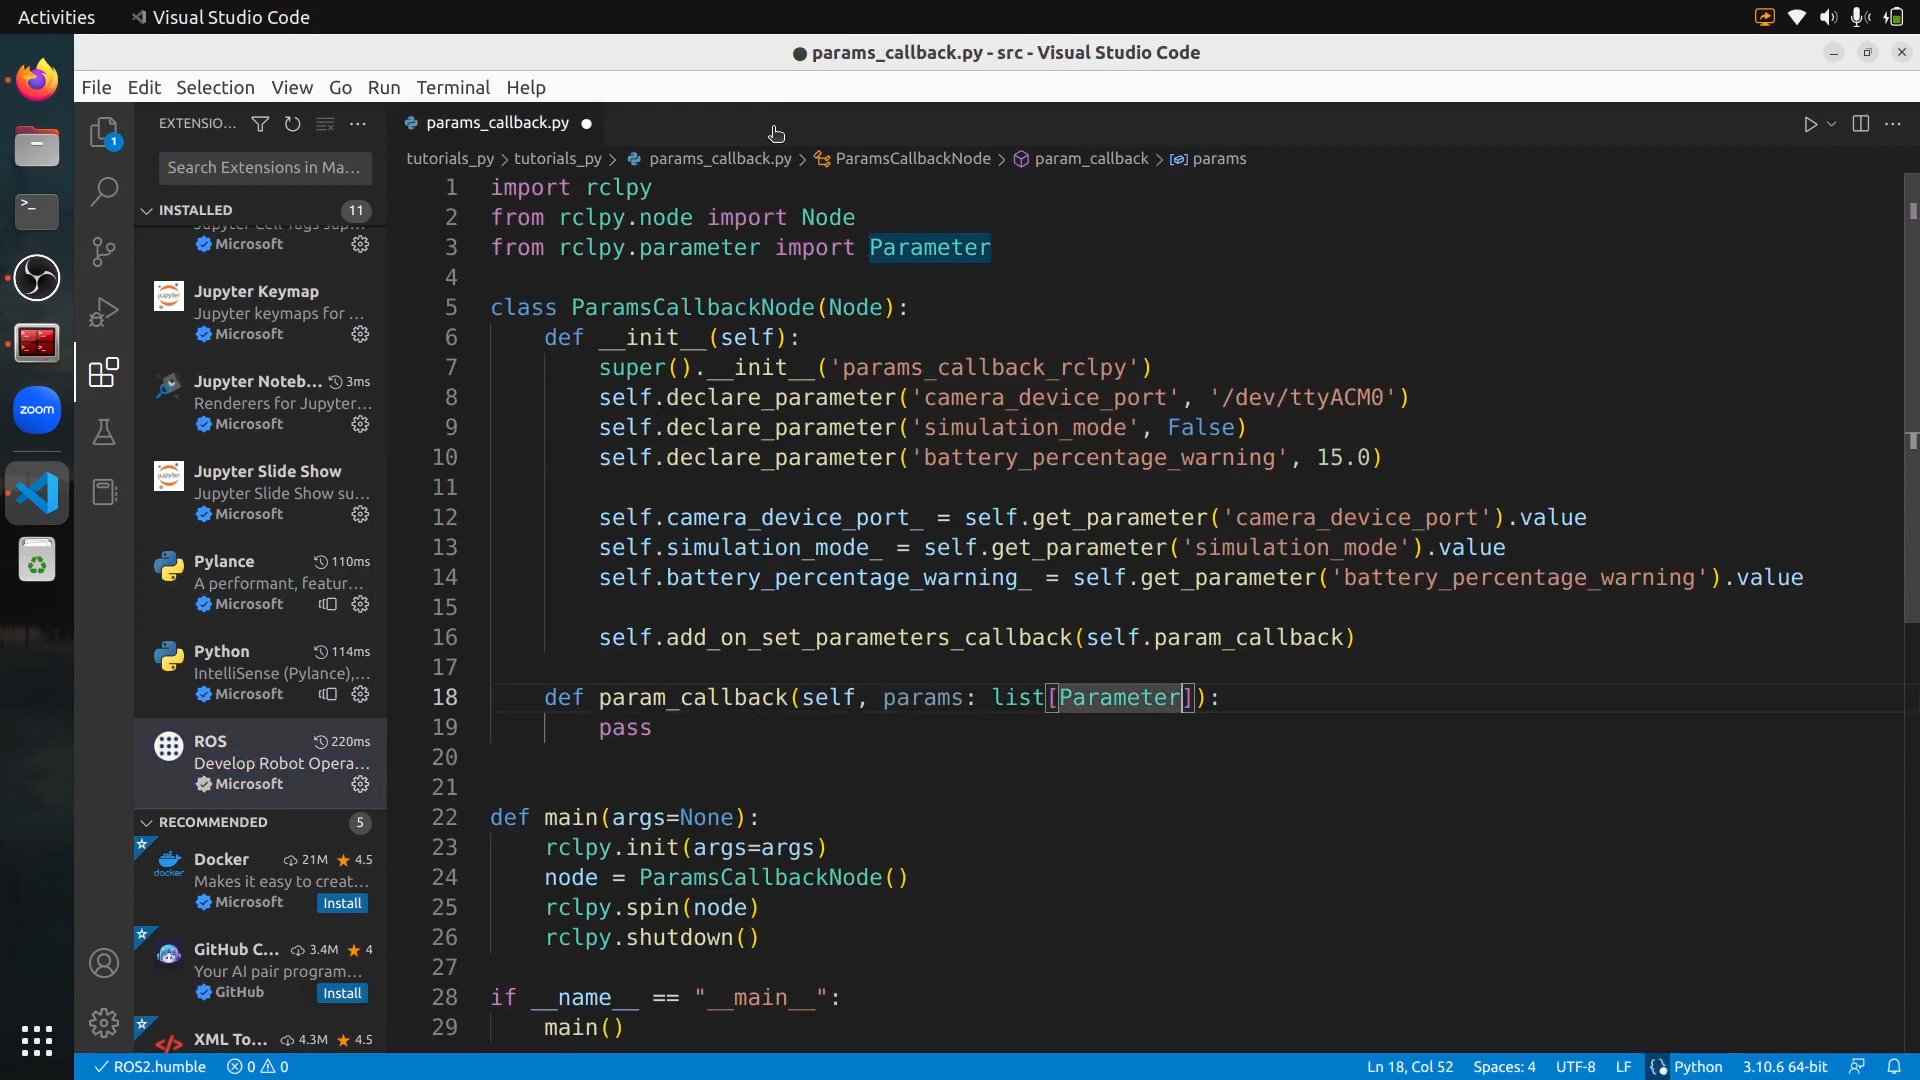 Activities
Visual Studio Code
params_callback.py - src - Visual Studio Code
File Edit Selection View Go Run Terminal Help
EXTENSIO...
Search Extensions in Ma...
INSTALLED 11
Microsoft
Jupyter Keymap
Jupyter keymaps for ...
Microsoft
Jupyter Noteb... 3ms
Renderers for Jupyter...
Microsoft
Jupyter Slide Show
Jupyter Slide Show su...
Microsoft
Pylance 110ms
A performant, featur...
Microsoft
Python 114ms
IntelliSense (Pylance),...
Microsoft
ROS 220ms
Develop Robot Opera...
Microsoft
RECOMMENDED 5
Docker 21M ★ 4.5
Makes it easy to creat...
Microsoft Install
GitHub C... 3.4M ★ 4
Your AI pair program...
GitHub Install
XML To... 4.3M ★ 4.5
zoom
1
params_callback.py
tutorials_py > tutorials_py > params_callback.py > ParamsCallbackNode > param_callback > params
1 import rclpy
2 from rclpy.node import Node
3 from rclpy.parameter import Parameter
4
5 class ParamsCallbackNode(Node):
6 def __init__(self):
7 super().__init__('params_callback_rclpy')
8 self.declare_parameter('camera_device_port', '/dev/ttyACM0')
9 self.declare_parameter('simulation_mode', False)
10 self.declare_parameter('battery_percentage_warning', 15.0)
11
12 self.camera_device_port_ = self.get_parameter('camera_device_port').value
13 self.simulation_mode_ = self.get_parameter('simulation_mode').value
14 self.battery_percentage_warning_ = self.get_parameter('battery_percentage_warning').value
15
16 self.add_on_set_parameters_callback(self.param_callback)
17
18 def param_callback(self, params: list[Parameter]):
19 pass
20
21
22 def main(args=None):
23 rclpy.init(args=args)
24 node = ParamsCallbackNode()
25 rclpy.spin(node)
26 rclpy.shutdown()
27
28 if __name__ == "__main__":
29 main()
ROS2.humble 0 0
Ln 18, Col 52 Spaces: 4 UTF-8 LF Python 3.10.6 64-bit